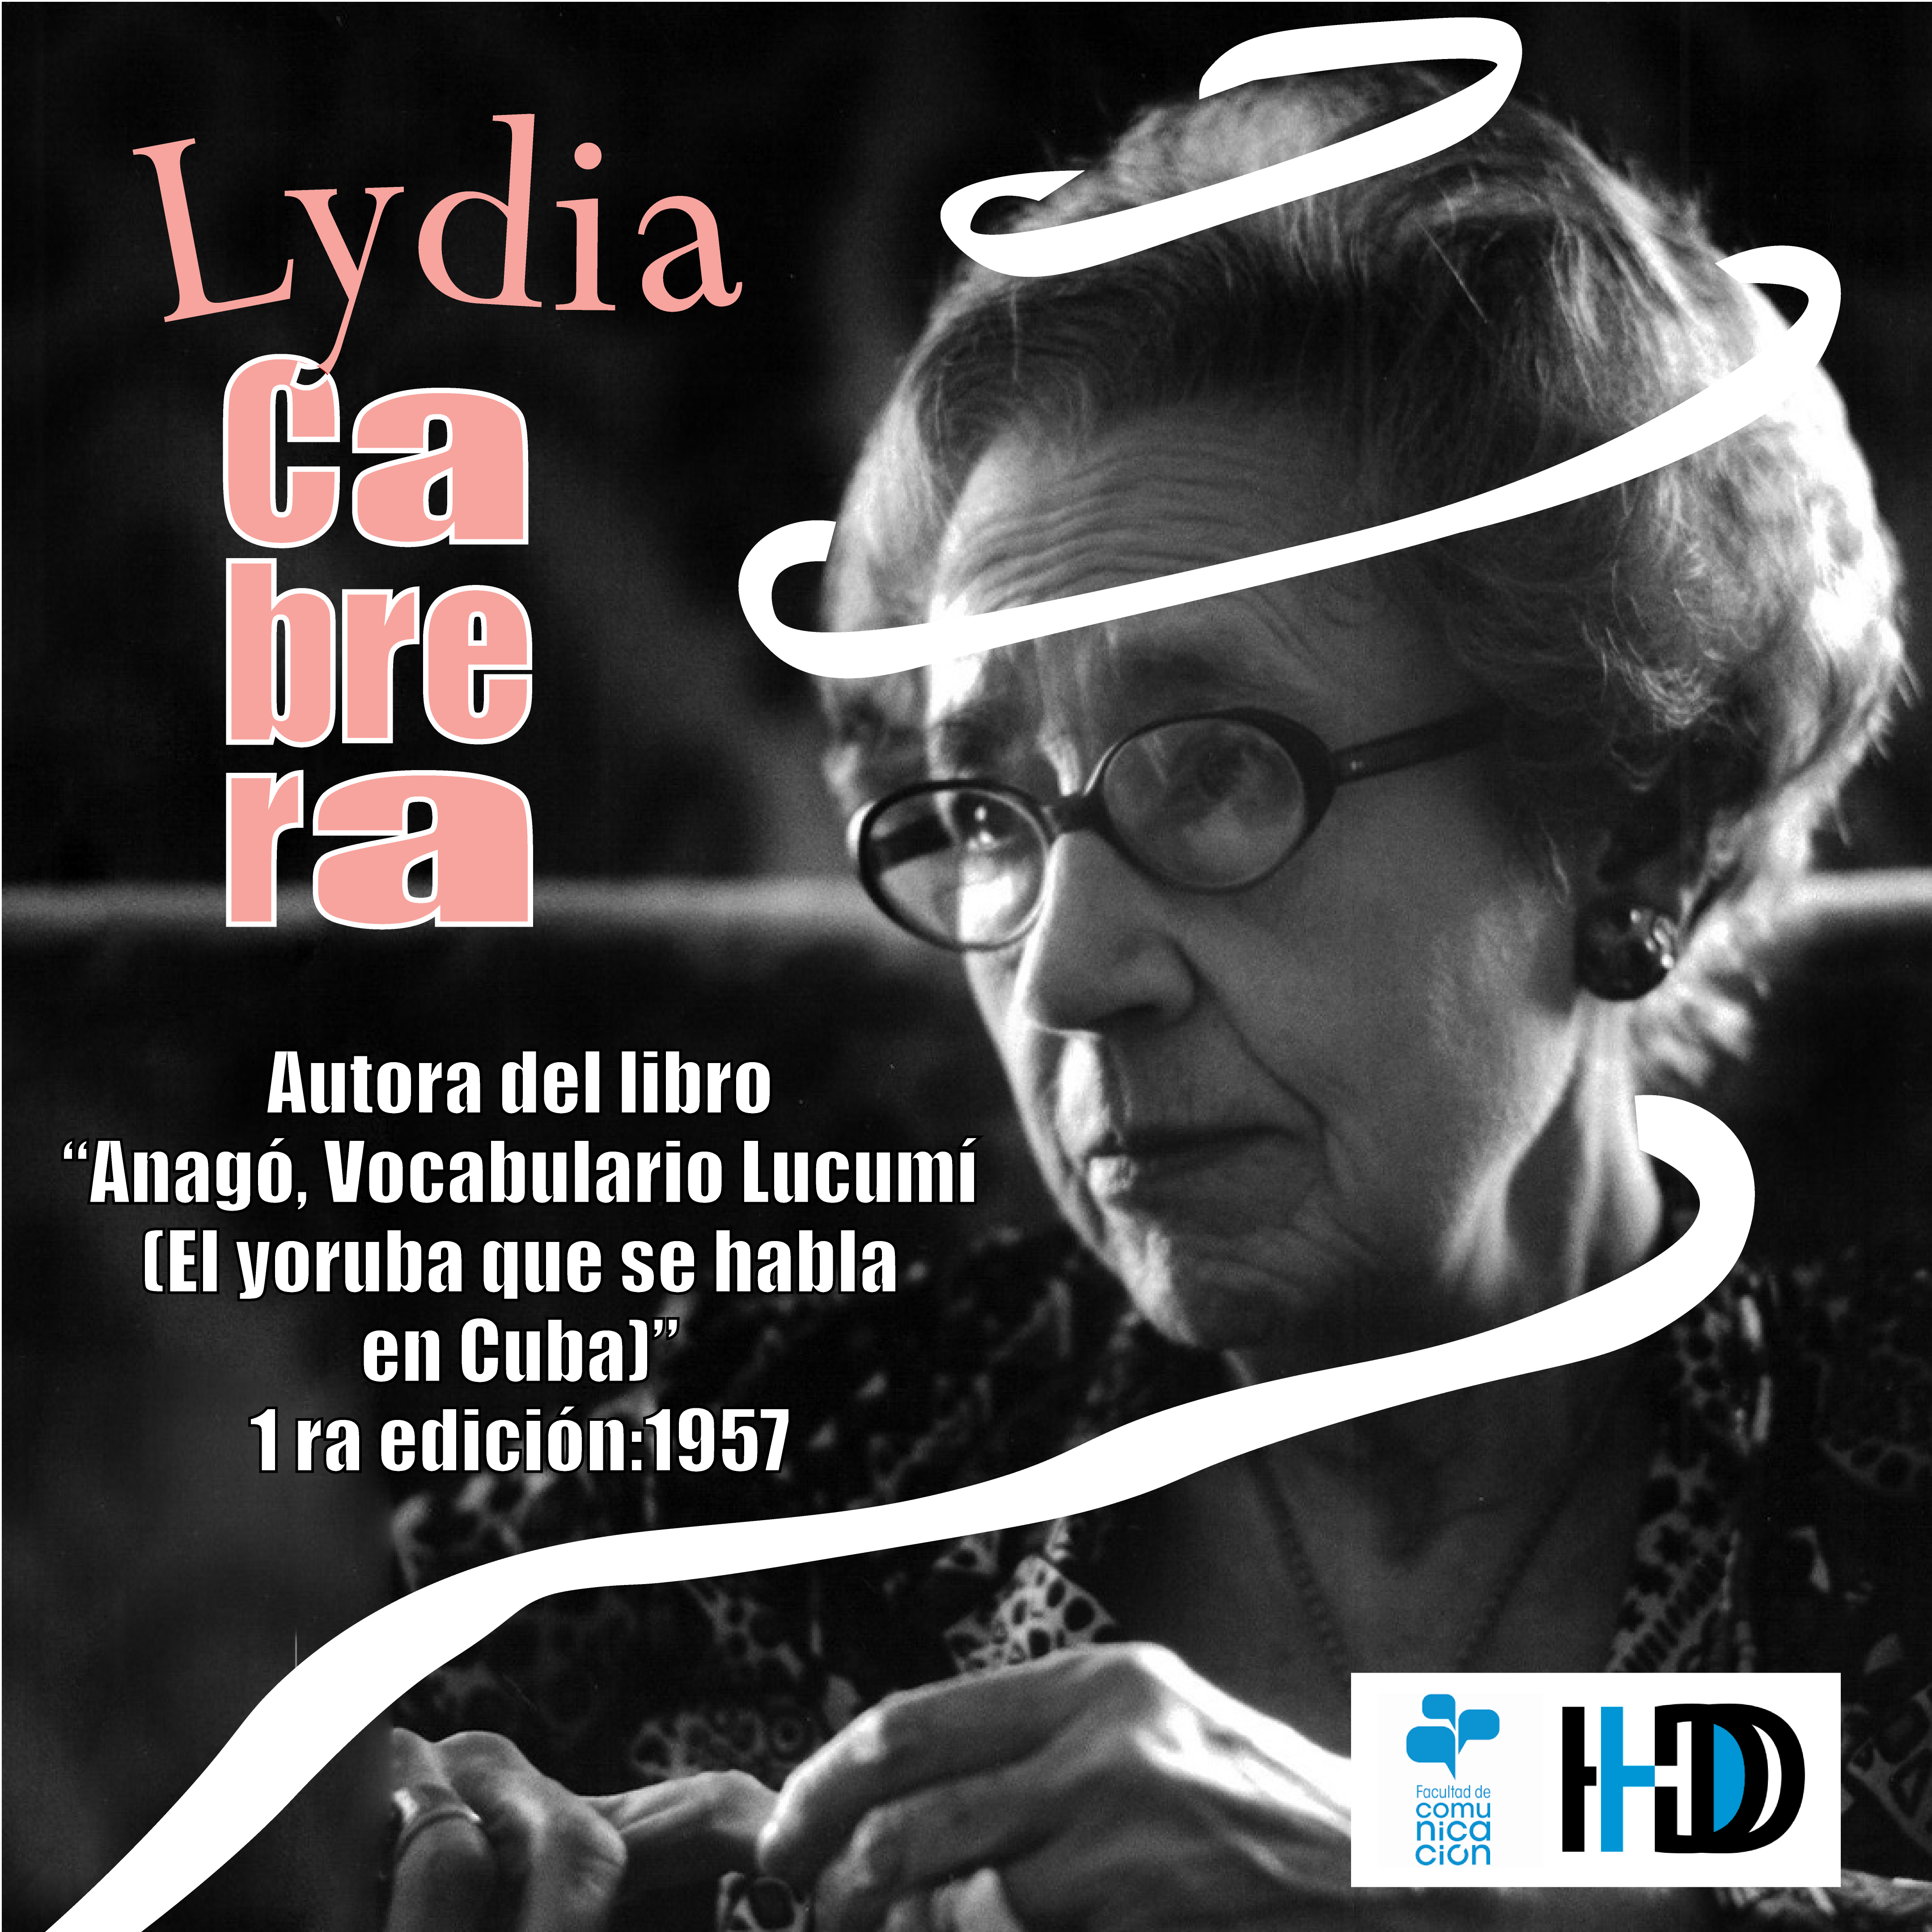 Lydia
Ca
bre
ra
Autora del libro
“Anagó, Vocabulario Lucumí
(El yoruba que se habla
en Cuba)”
1 ra edición:1957
Facultad de
comu
nica
ción
HD